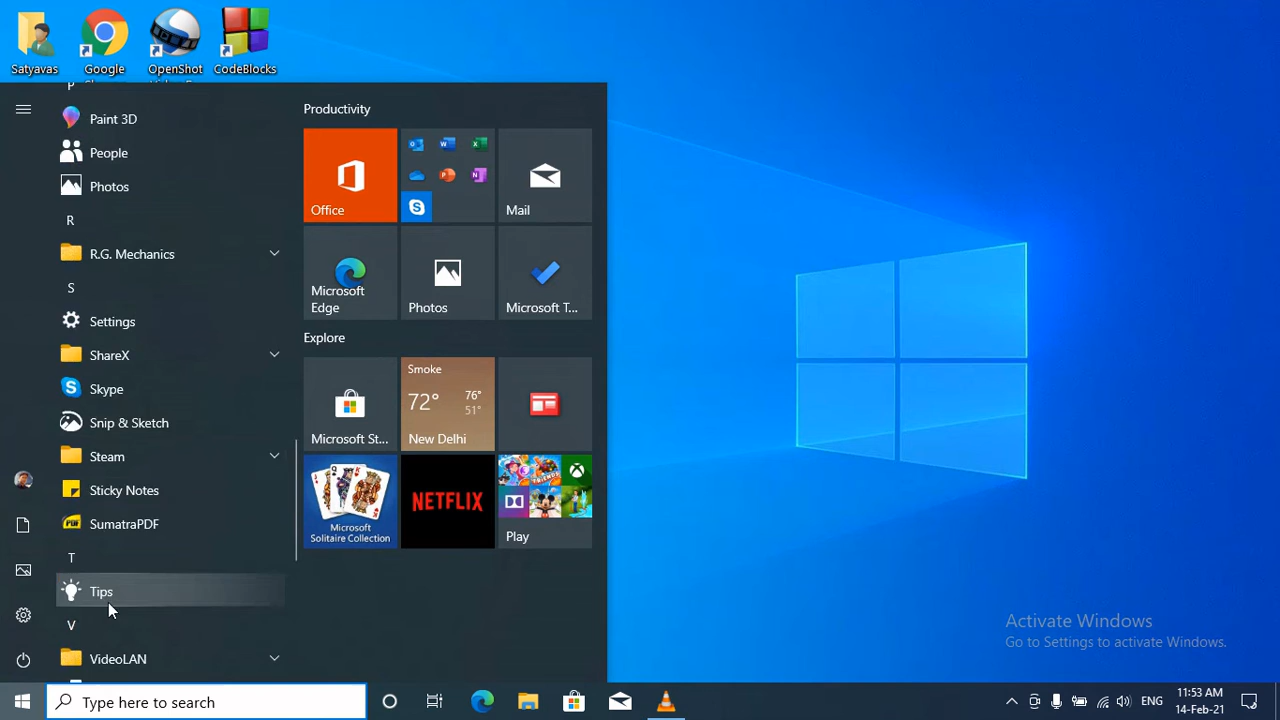 Satyavas
Google
OpenShot
CodeBlocks
Paint 3D
People
Photos
R
R.G. Mechanics
S
Settings
ShareX
Skype
Snip & Sketch
Steam
Sticky Notes
SumatraPDF
T
Tips
V
VideoLAN
Productivity
Office
Mail
Microsoft
Edge
Photos
Microsoft T...
Explore
Microsoft St...
Smoke
72°
76°
51°
New Delhi
Microsoft
Solitaire Collection
NETFLIX
Play
Activate Windows
Go to Settings to activate Windows.
Type here to search
ENG
11:53 AM
14-Feb-21